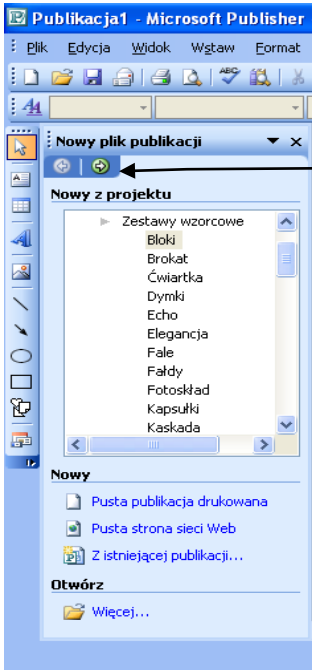 Publikacja1 - Microsoft Publisher
Plik Edycja Widok Wstaw Format
Nowy plik publikacji
Nowy z projektu
Zestawy wzorcowe
Bloki
Brokat
Ćwiartka
Dymki
Echo
Elegancja
Fale
Fałdy
Fotoskład
Kapsułki
Kaskada
Nowy
Pusta publikacja drukowana
Pusta strona sieci Web
Z istniejącej publikacji...
Otwórz
Więcej...